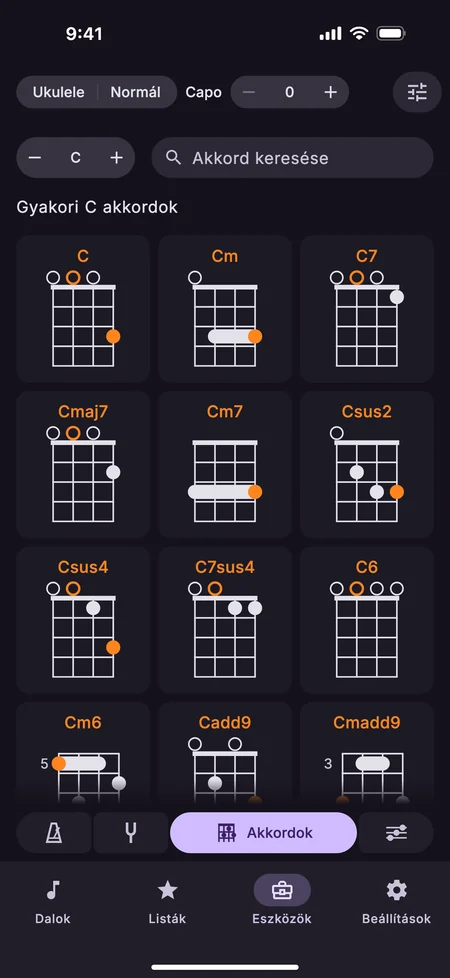 9:41
Ukulele Normál Capo − 0 +
− C + Akkord keresése
Gyakori C akkordok
C Cm C7
Cmaj7 Cm7 Csus2
Csus4 C7sus4 C6
Cm6 Cadd9 Cmadd9
5 3
Akkordok
Dalok Listák Eszközök Beállítások